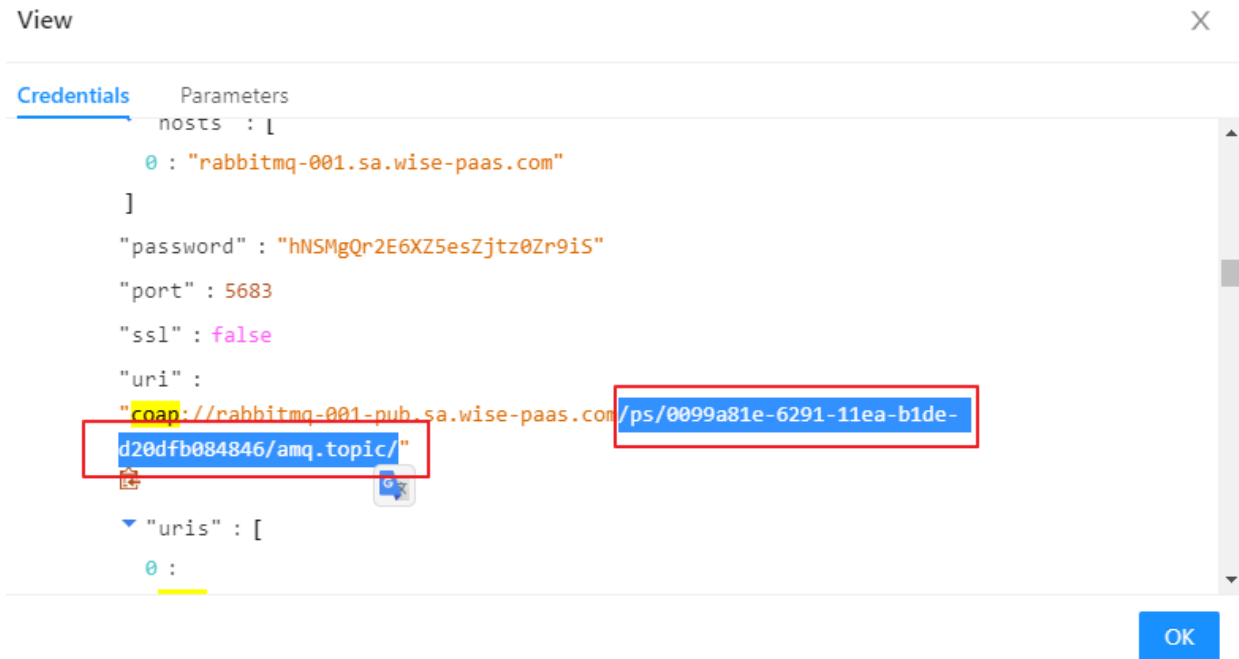 View X
Credentials Parameters
hosts : [
0 : "rabbitmq-001.sa.wise-paas.com"
]
"password" : "hNSMgQr2E6XZ5esZjtz0Zr9iS"
"port" : 5683
"ssl" : false
"uri" :
"coap://rabbitmq-001-pub.sa.wise-paas.com/ps/0099a81e-6291-11ea-b1de-
d20dfb084846/amq.topic/"
"uris" : [
0 :
OK